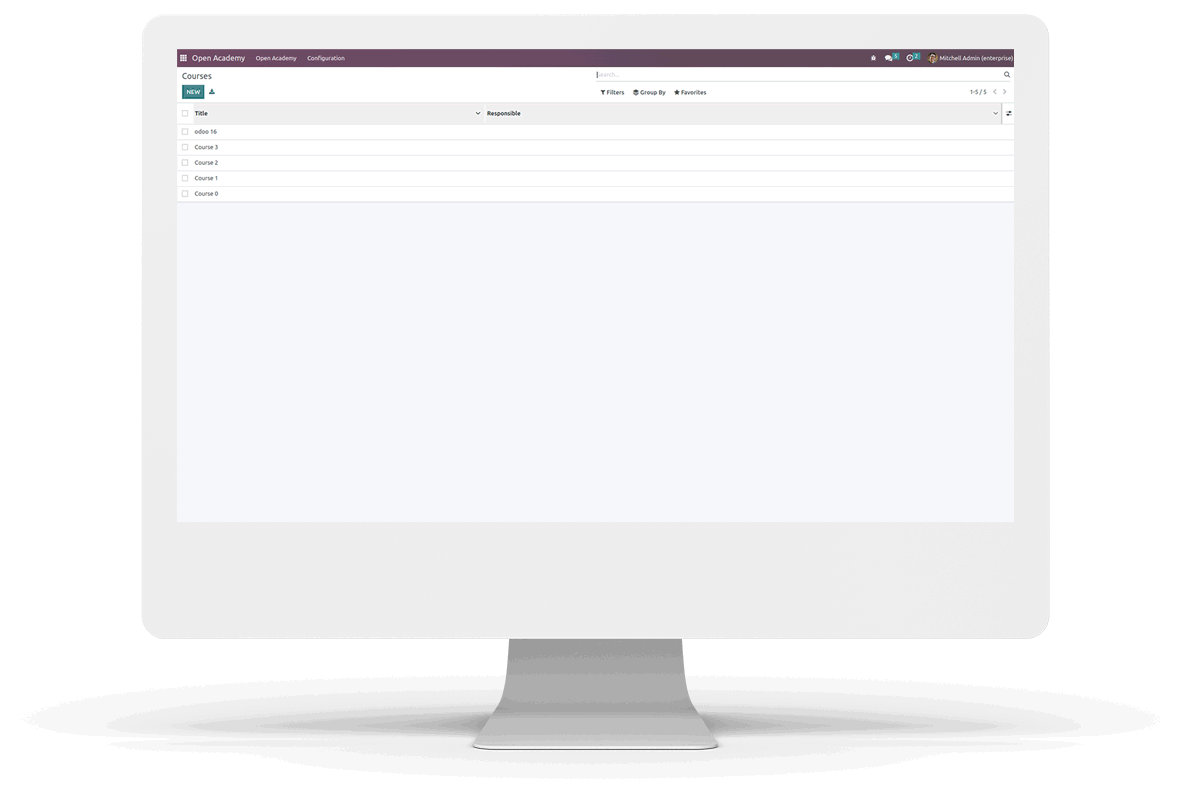 Open Academy Open Academy Configuration 5 2 Mitchell Admin (enterprise)
Courses Search...
NEW Filters Group By Favorites 1-5 / 5
Title Responsible
odoo 16
Course 3
Course 2
Course 1
Course 0